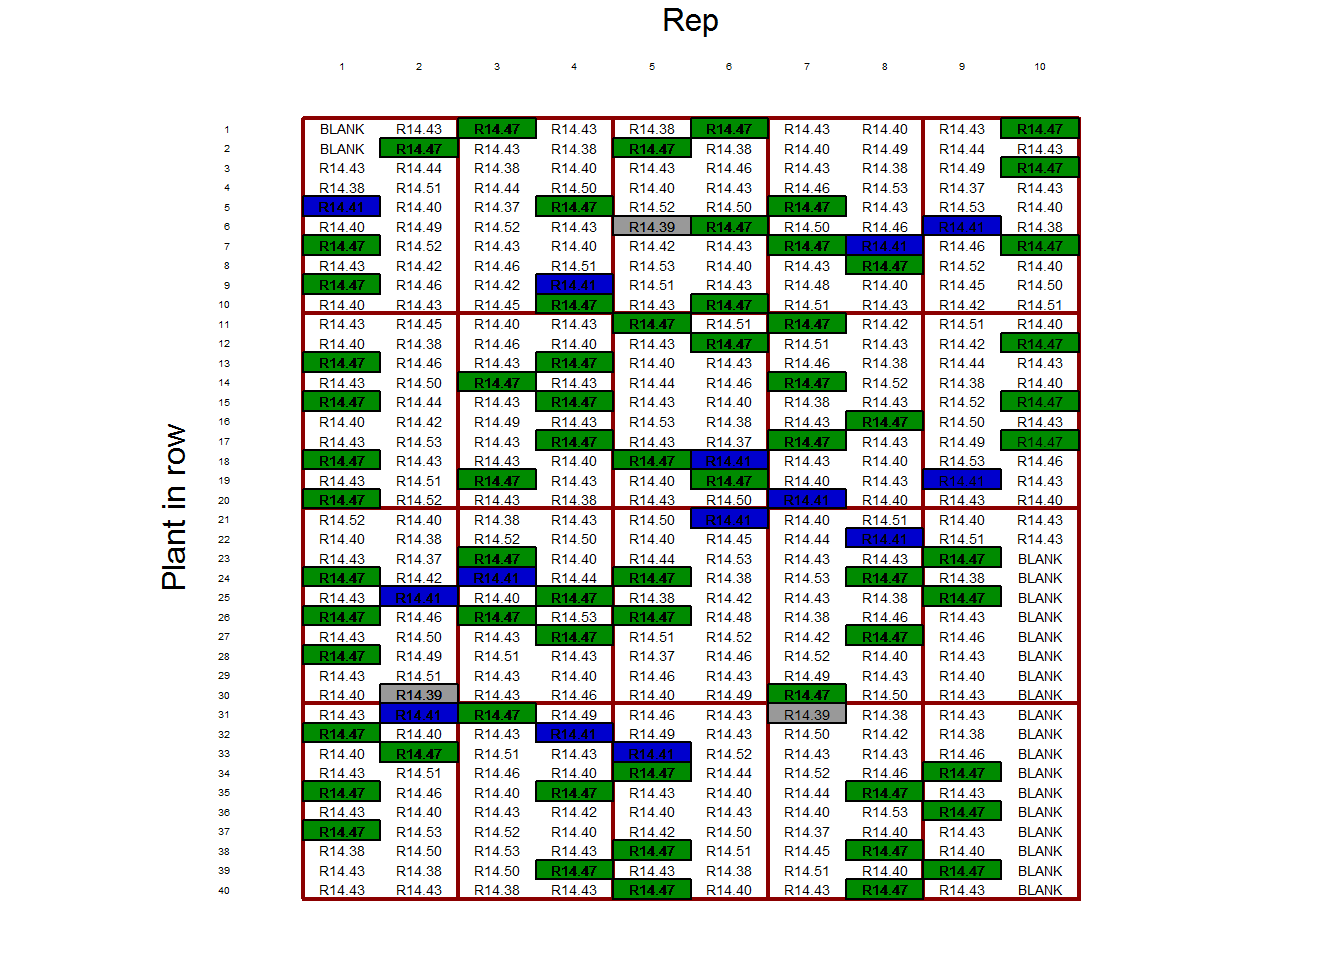 Rep
1 2 3 4 5 6 7 8 9 10
1 BLANK R14.43 R14.47 R14.43 R14.38 R14.47 R14.43 R14.40 R14.43 R14.47
2 BLANK R14.47 R14.43 R14.38 R14.47 R14.38 R14.40 R14.49 R14.44 R14.43
3 R14.43 R14.44 R14.38 R14.40 R14.43 R14.46 R14.43 R14.38 R14.49 R14.47
4 R14.38 R14.51 R14.44 R14.50 R14.40 R14.43 R14.46 R14.53 R14.37 R14.43
5 R14.41 R14.40 R14.37 R14.47 R14.52 R14.50 R14.47 R14.43 R14.53 R14.40
6 R14.40 R14.49 R14.52 R14.43 R14.39 R14.47 R14.50 R14.46 R14.41 R14.38
7 R14.47 R14.52 R14.43 R14.40 R14.42 R14.43 R14.47 R14.41 R14.46 R14.47
8 R14.43 R14.42 R14.46 R14.51 R14.53 R14.40 R14.43 R14.47 R14.52 R14.40
9 R14.47 R14.46 R14.42 R14.41 R14.51 R14.43 R14.48 R14.40 R14.45 R14.50
10 R14.40 R14.43 R14.45 R14.47 R14.43 R14.47 R14.51 R14.43 R14.42 R14.51
11 R14.43 R14.45 R14.40 R14.43 R14.47 R14.51 R14.47 R14.42 R14.51 R14.40
12 R14.40 R14.38 R14.46 R14.40 R14.43 R14.47 R14.51 R14.43 R14.42 R14.47
13 R14.47 R14.46 R14.43 R14.47 R14.40 R14.43 R14.46 R14.38 R14.44 R14.43
14 R14.43 R14.50 R14.47 R14.43 R14.44 R14.46 R14.47 R14.52 R14.38 R14.40
15 R14.47 R14.44 R14.43 R14.47 R14.43 R14.40 R14.38 R14.43 R14.52 R14.47
16 R14.40 R14.42 R14.49 R14.43 R14.53 R14.38 R14.43 R14.47 R14.50 R14.43
17 R14.43 R14.53 R14.43 R14.47 R14.43 R14.37 R14.47 R14.43 R14.49 R14.47
18 R14.47 R14.43 R14.43 R14.40 R14.47 R14.41 R14.43 R14.40 R14.53 R14.46
19 R14.43 R14.51 R14.47 R14.43 R14.40 R14.47 R14.40 R14.43 R14.41 R14.43
20 R14.47 R14.52 R14.43 R14.38 R14.43 R14.50 R14.41 R14.40 R14.43 R14.40
Plant in row
21 R14.52 R14.40 R14.38 R14.43 R14.50 R14.41 R14.40 R14.51 R14.40 R14.43
22 R14.40 R14.38 R14.52 R14.50 R14.40 R14.45 R14.44 R14.41 R14.51 R14.43
23 R14.43 R14.37 R14.47 R14.40 R14.44 R14.53 R14.43 R14.43 R14.47 BLANK
24 R14.47 R14.42 R14.41 R14.44 R14.47 R14.38 R14.53 R14.47 R14.38 BLANK
25 R14.43 R14.41 R14.40 R14.47 R14.38 R14.42 R14.43 R14.38 R14.47 BLANK
26 R14.47 R14.46 R14.47 R14.53 R14.47 R14.48 R14.38 R14.46 R14.43 BLANK
27 R14.43 R14.50 R14.43 R14.47 R14.51 R14.52 R14.42 R14.47 R14.46 BLANK
28 R14.47 R14.49 R14.51 R14.43 R14.37 R14.46 R14.52 R14.40 R14.43 BLANK
29 R14.43 R14.51 R14.43 R14.40 R14.46 R14.43 R14.49 R14.43 R14.40 BLANK
30 R14.40 R14.39 R14.43 R14.46 R14.40 R14.49 R14.47 R14.50 R14.43 BLANK
31 R14.43 R14.41 R14.47 R14.49 R14.46 R14.43 R14.39 R14.38 R14.43 BLANK
32 R14.47 R14.40 R14.43 R14.41 R14.49 R14.43 R14.50 R14.42 R14.38 BLANK
33 R14.40 R14.47 R14.51 R14.43 R14.41 R14.52 R14.43 R14.43 R14.46 BLANK
34 R14.43 R14.51 R14.46 R14.40 R14.47 R14.44 R14.52 R14.46 R14.47 BLANK
35 R14.47 R14.46 R14.40 R14.47 R14.43 R14.40 R14.44 R14.47 R14.43 BLANK
36 R14.43 R14.40 R14.43 R14.42 R14.40 R14.43 R14.40 R14.53 R14.47 BLANK
37 R14.47 R14.53 R14.52 R14.40 R14.42 R14.50 R14.37 R14.40 R14.43 BLANK
38 R14.38 R14.50 R14.53 R14.43 R14.47 R14.51 R14.45 R14.47 R14.40 BLANK
39 R14.43 R14.38 R14.50 R14.47 R14.43 R14.38 R14.51 R14.40 R14.47 BLANK
40 R14.43 R14.43 R14.38 R14.43 R14.47 R14.40 R14.43 R14.47 R14.43 BLANK